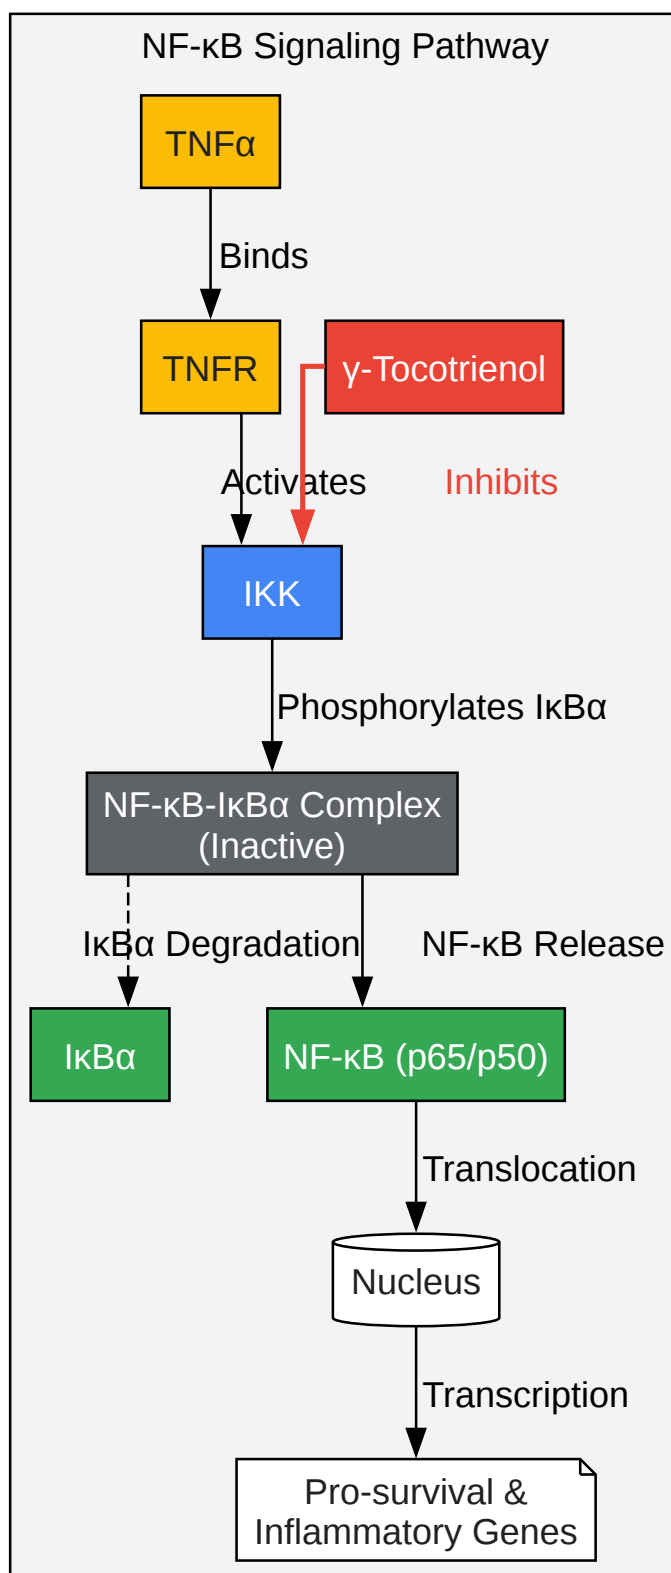 NF-κB Signaling Pathway
TNFα
Binds
TNFR
γ-Tocotrienol
Activates
Inhibits
IKK
Phosphorylates IκBα
NF-κB-IκBα Complex
(Inactive)
IκBα Degradation
NF-κB Release
IκBα
NF-κB (p65/p50)
Translocation
Nucleus
Transcription
Pro-survival &
Inflammatory Genes